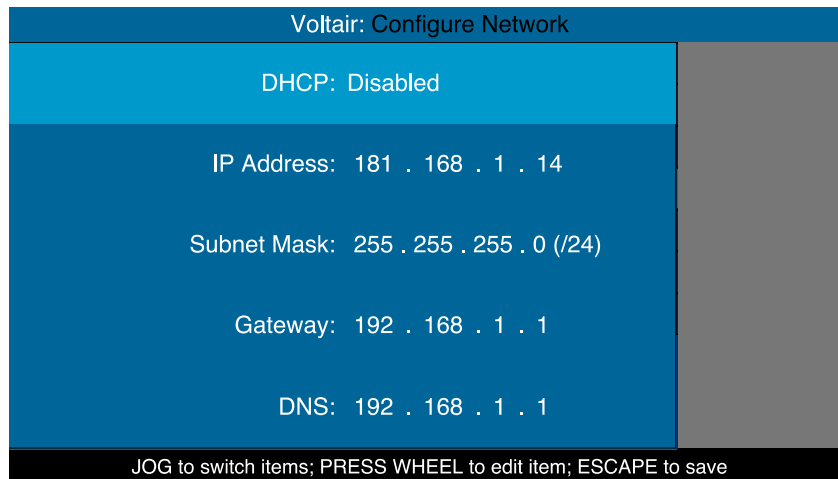 Voltair: Configure Network
DHCP: Disabled
IP Address: 181 . 168 . 1 . 14
Subnet Mask: 255 . 255 . 255 . 0 (/24)
Gateway: 192 . 168 . 1 . 1
DNS: 192 . 168 . 1 . 1
JOG to switch items; PRESS WHEEL to edit item; ESCAPE to save